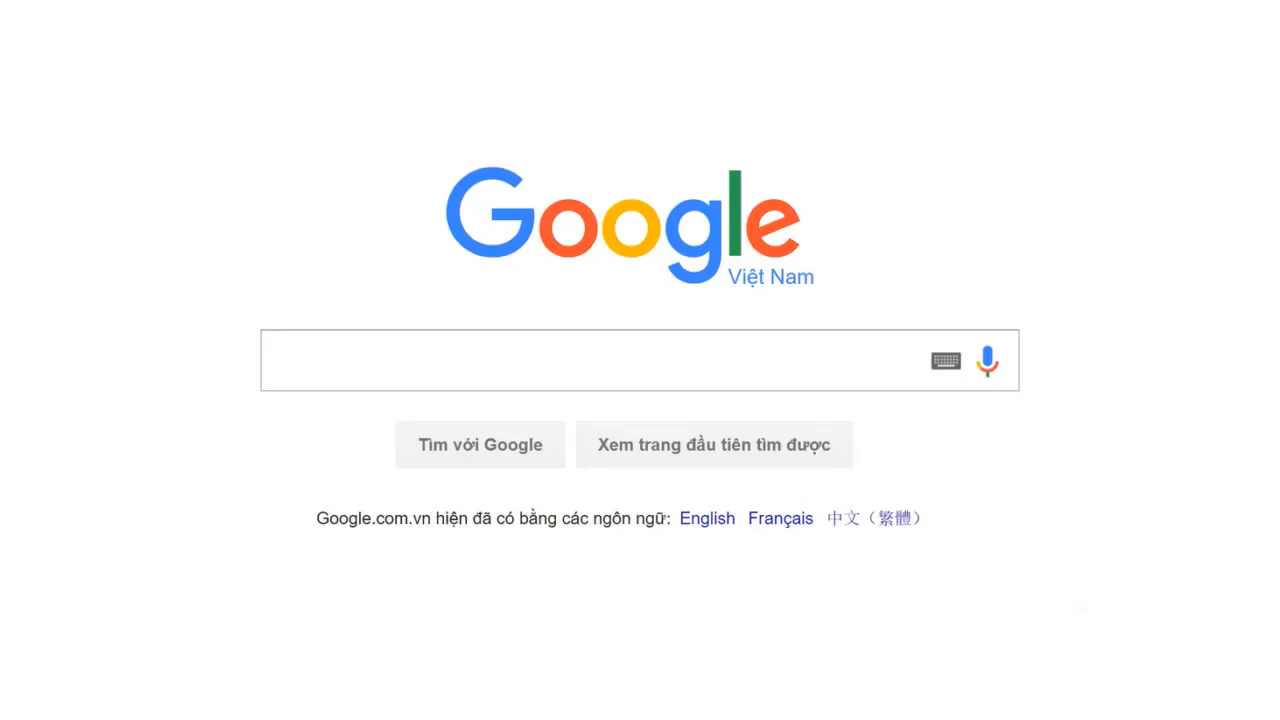 Google
Việt Nam
Tìm với Google
Xem trang đầu tiên tìm được
Google.com.vn hiện đã có bằng các ngôn ngữ: English Français 中文（繁體）